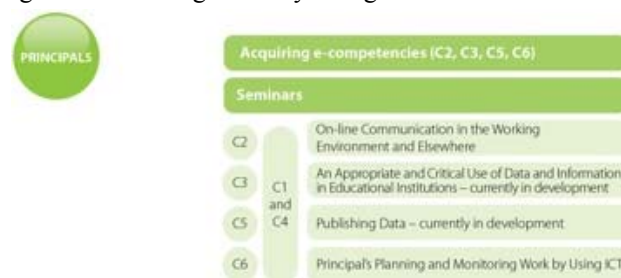 PRINCIPALS
Acquiring e-competencies (C2, C3, C5, C6)
Seminars
C2
On-line Communication in the Working
Environment and Elsewhere
C3
An Appropriate and Critical Use of Data and Information
in Educational Institutions – currently in development
C1
and
C4
C5
Publishing Data – currently in development
C6
Principal's Planning and Monitoring Work by Using ICT